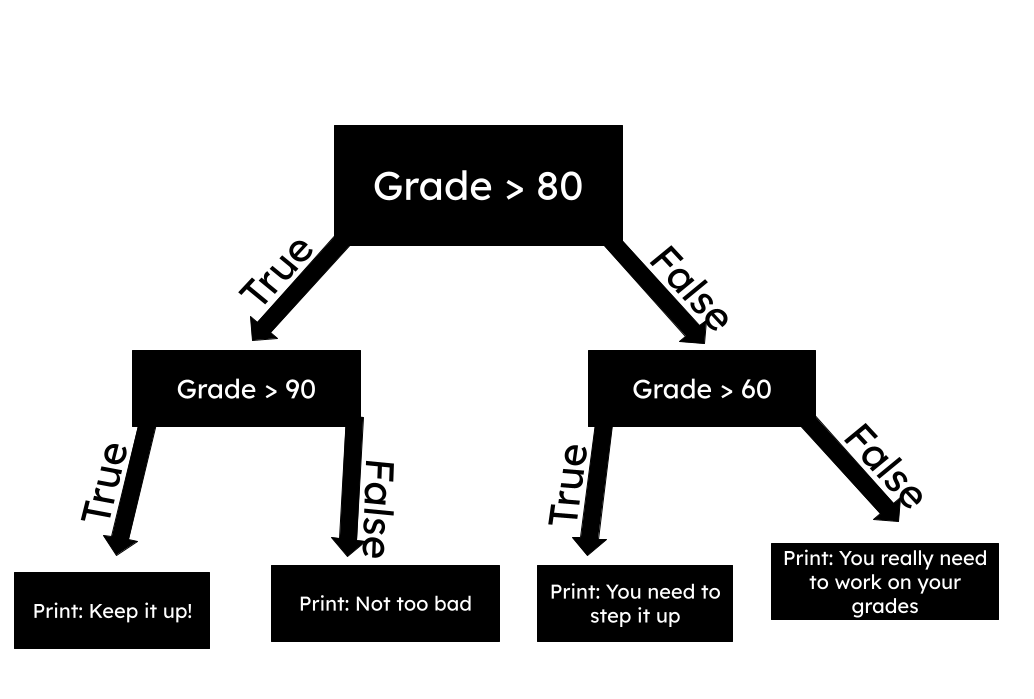 Grade > 80
True
False
Grade > 90
Grade > 60
True
False
True
False
Print: Keep it up!
Print: Not too bad
Print: You need to
step it up
Print: You really need
to work on your
grades